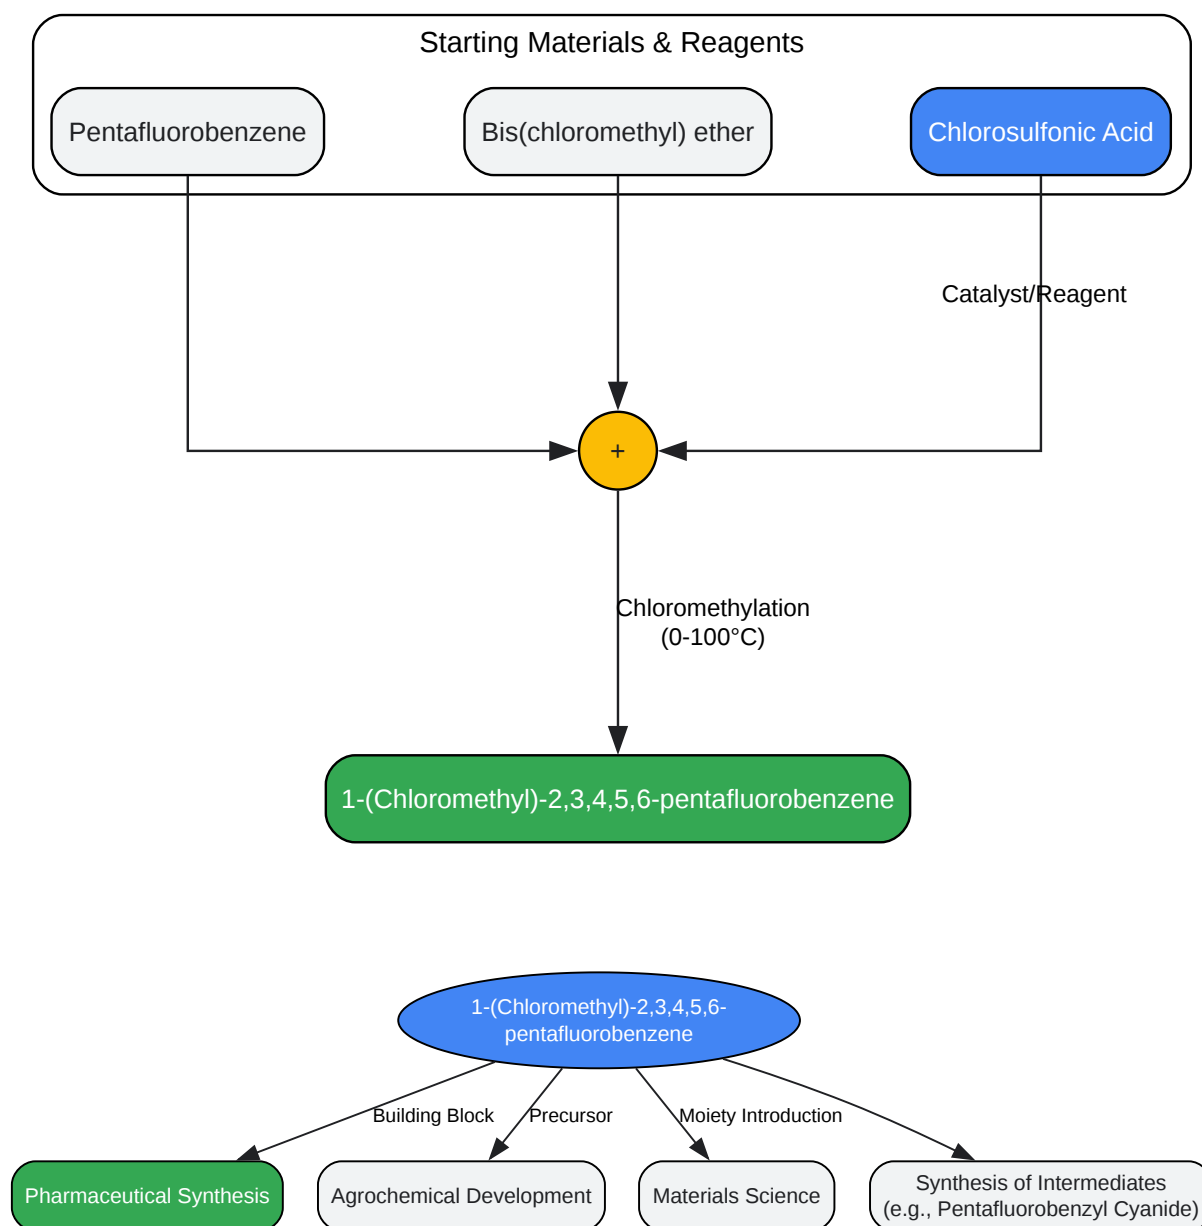 Starting Materials & Reagents
Pentafluorobenzene
Bis(chloromethyl) ether
Chlorosulfonic Acid
Catalyst/Reagent
+
Chloromethylation
(0-100°C)
1-(Chloromethyl)-2,3,4,5,6-pentafluorobenzene
1-(Chloromethyl)-2,3,4,5,6-
pentafluorobenzene
Building Block
Precursor
Moiety Introduction
Pharmaceutical Synthesis
Agrochemical Development
Materials Science
Synthesis of Intermediates
(e.g., Pentafluorobenzyl Cyanide)